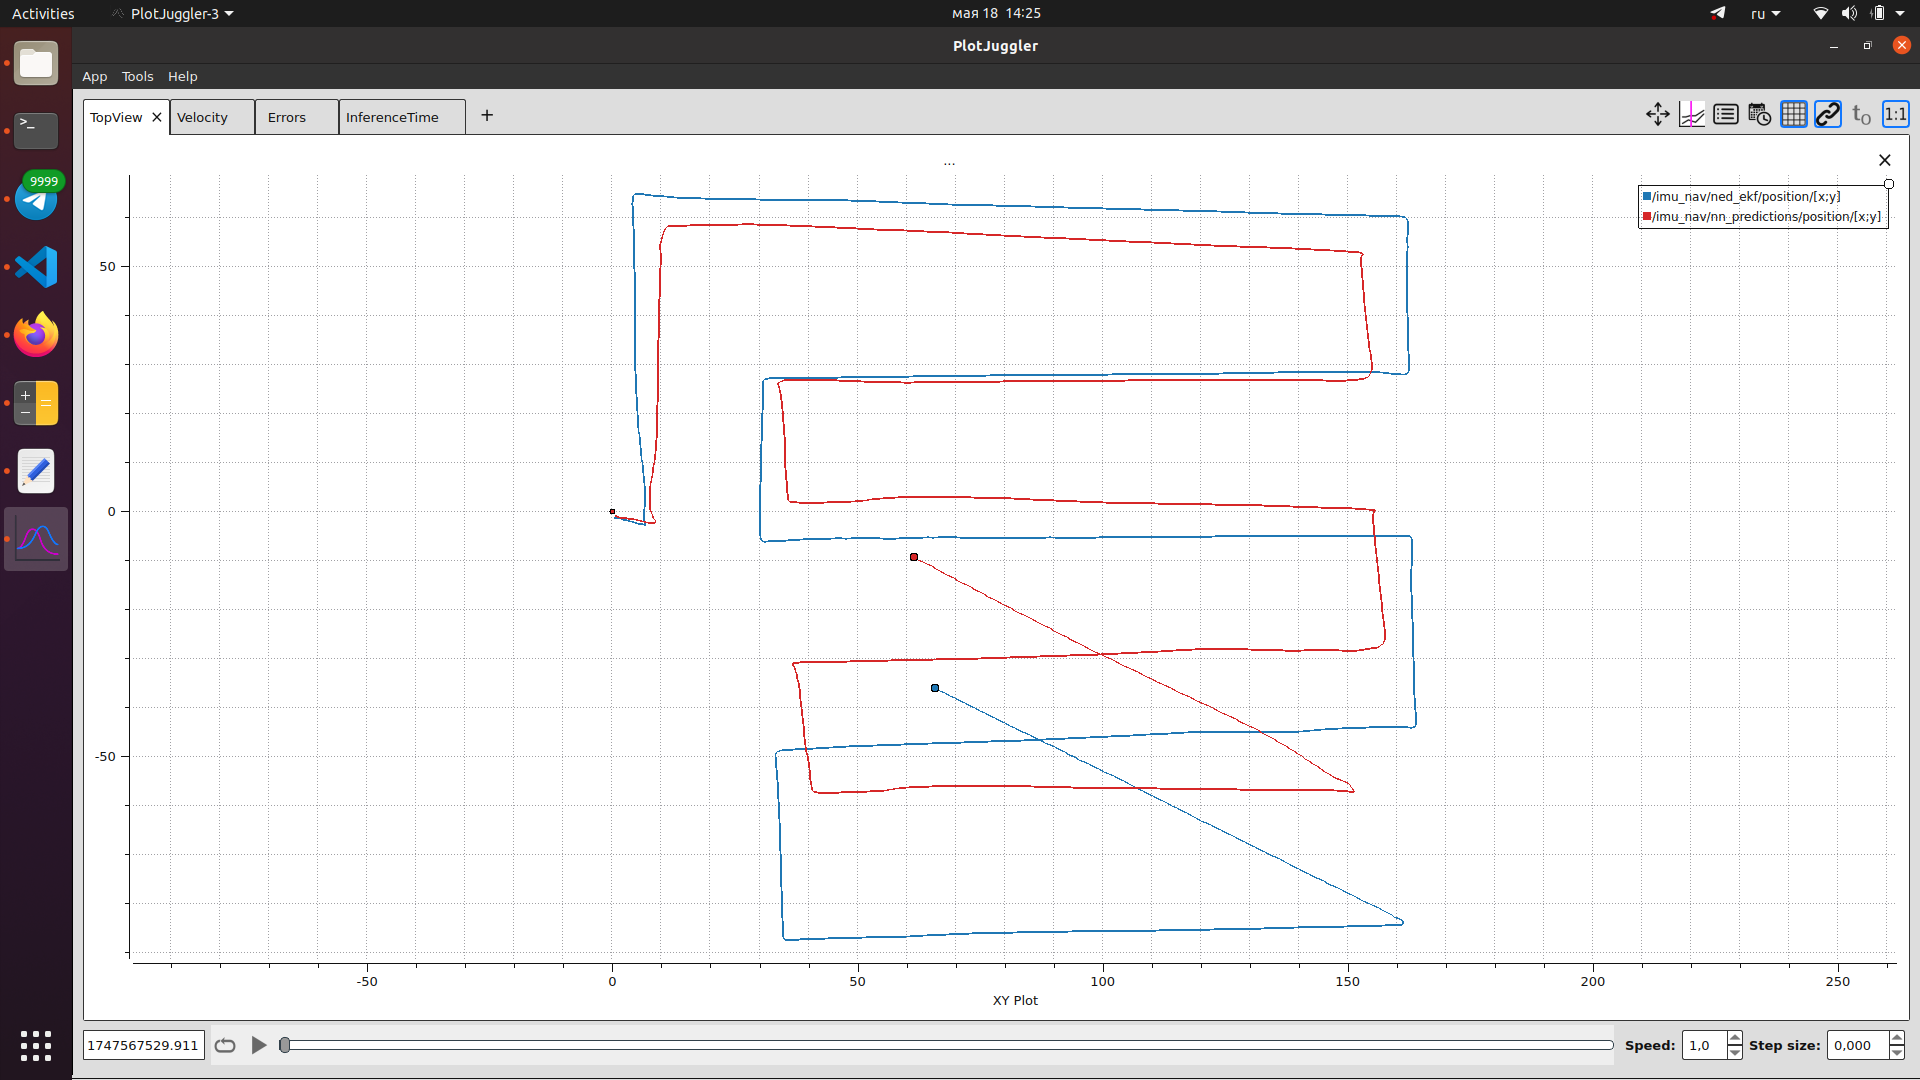 Activities PlotJuggler-3 мая 18 14:25 ru
PlotJuggler
App Tools Help
TopView Velocity Errors InferenceTime + t0 1:1
...
/imu_nav/ned_ekf/position/[x;y]
/imu_nav/nn_predictions/position/[x;y]
9999
50
0
-50
-50 0 50 100 150 200 250
XY Plot
1747567529.911 Speed: 1,0 Step size: 0,000